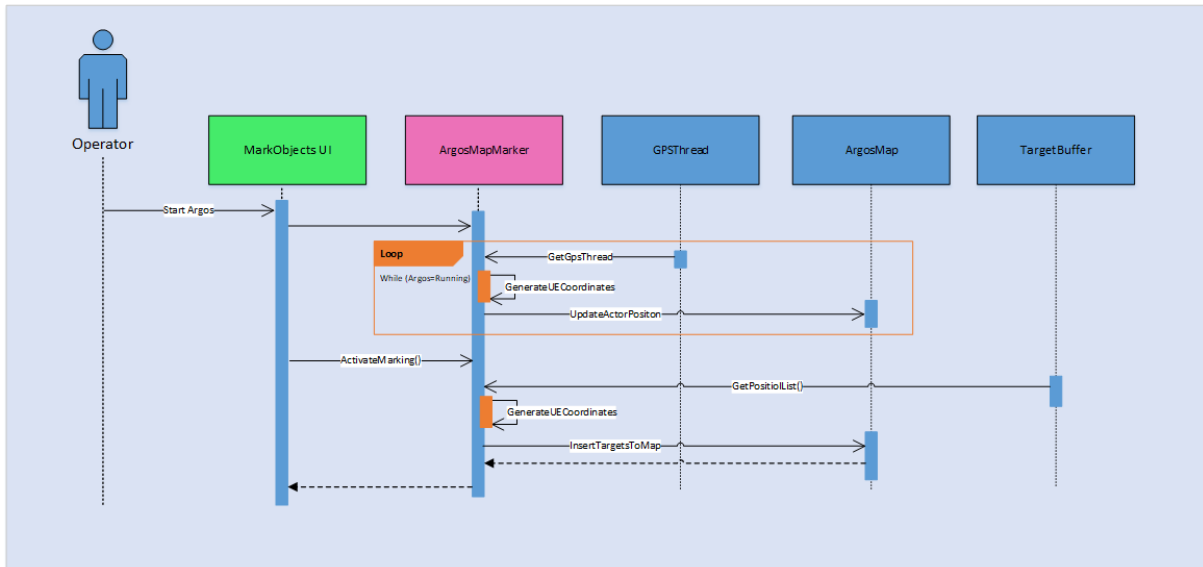 Operator
MarkObjects UI
ArgosMapMarker
GPSThread
ArgosMap
TargetBuffer
Start Argos
Loop
While (Argos=Running)
GetGpsThread
GenerateUECoordinates
UpdateActorPositon
ActivateMarking()
GetPositiolList()
GenerateUECoordinates
InsertTargetsToMap